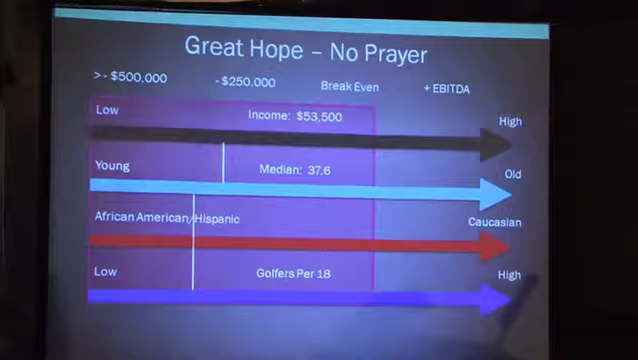 Great Hope – No Prayer
>- $500,000 -$250,000 Break Even + EBITDA
Low Income: $53,500 High
Young Median: 37.6 Old
African American/Hispanic Caucasian
Low Golfers Per 18 High